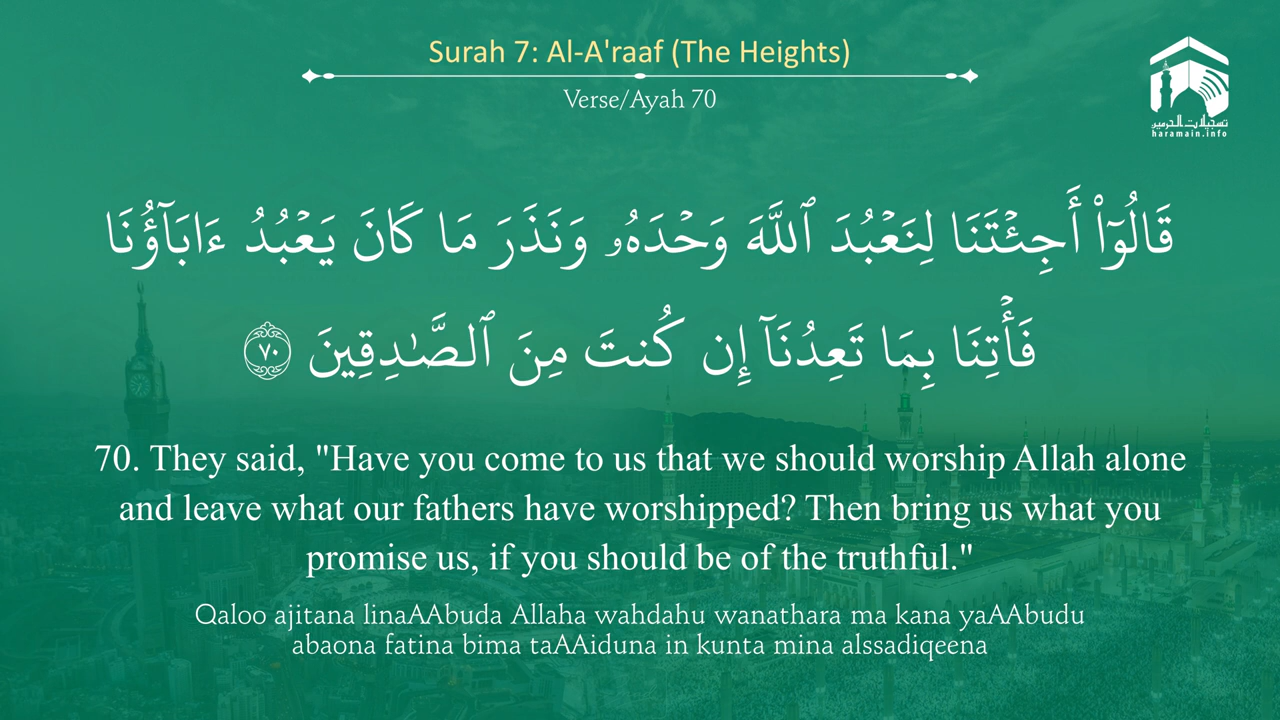 Surah 7: Al-A'raaf (The Heights)
Verse/Ayah 70
تسجيلات الحرمين
haramain.info
قَالُوٓا۟ أَجِئْتَنَا لِنَعْبُدَ ٱللَّهَ وَحْدَهُۥ وَنَذَرَ مَا كَانَ يَعْبُدُ ءَابَآؤُنَا
فَأْتِنَا بِمَا تَعِدُنَآ إِن كُنتَ مِنَ ٱلصَّـٰدِقِينَ ٧٠
70. They said, "Have you come to us that we should worship Allah alone
and leave what our fathers have worshipped? Then bring us what you
promise us, if you should be of the truthful."
Qaloo ajitana linaAAbuda Allaha wahdahu wanathara ma kana yaAAbudu
abaona fatina bima taAAiduna in kunta mina alssadiqeena